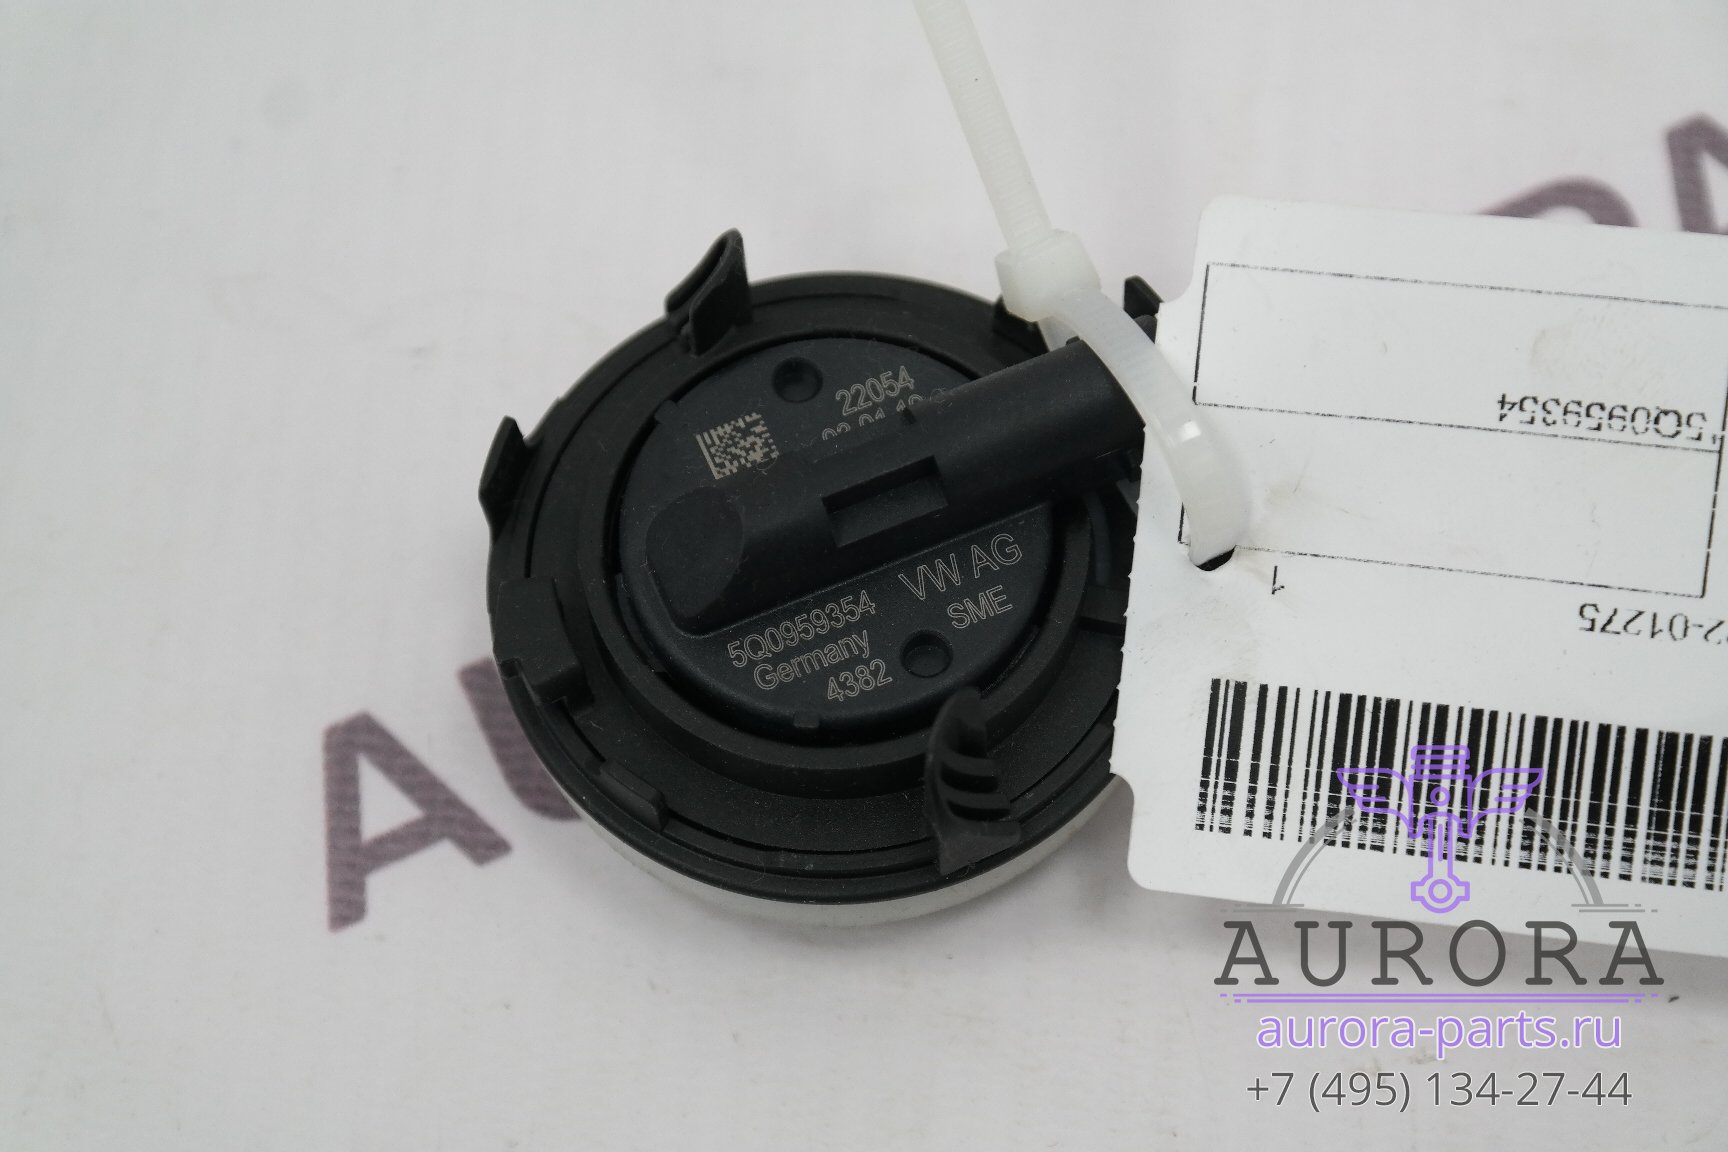 22054
5Q0959354
Germany
4382
VW AG
SME
5Q0959354
1
2-01275
AURORA
aurora-parts.ru
+7 (495) 134-27-44